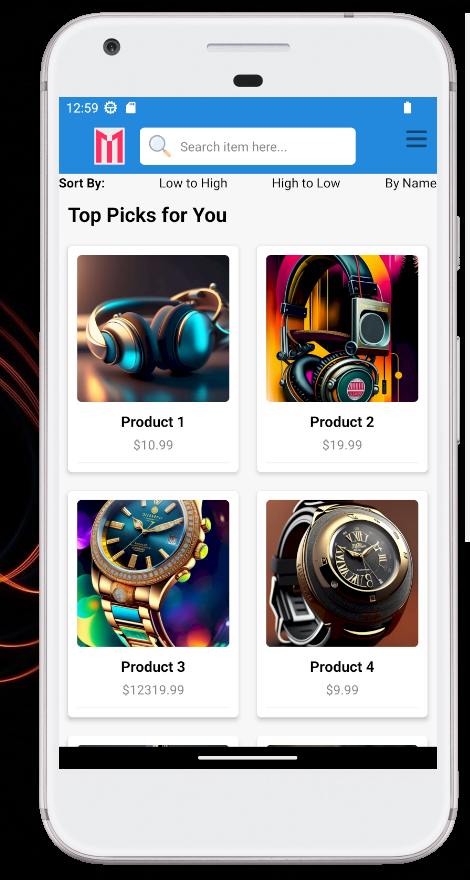 12:59
Search item here...
Sort By: Low to High High to Low By Name
Top Picks for You
Product 1 Product 2
$10.99 $19.99
Product 3 Product 4
$12319.99 $9.99